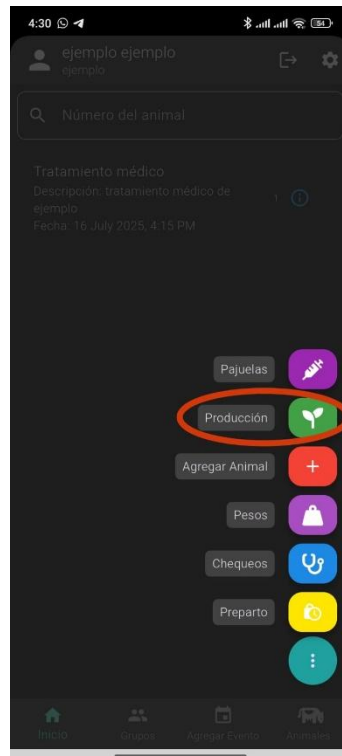 4:30
54
ejemplo ejemplo
ejemplo
Número del animal
Tratamiento médico
Descripción: tratamiento médico de
ejemplo
Fecha: 16 July 2025, 4:15 PM
Pajuelas
Producción
Agregar Animal
Pesos
Chequeos
Preparto
Inicio
Grupos
Agregar Evento
Animales